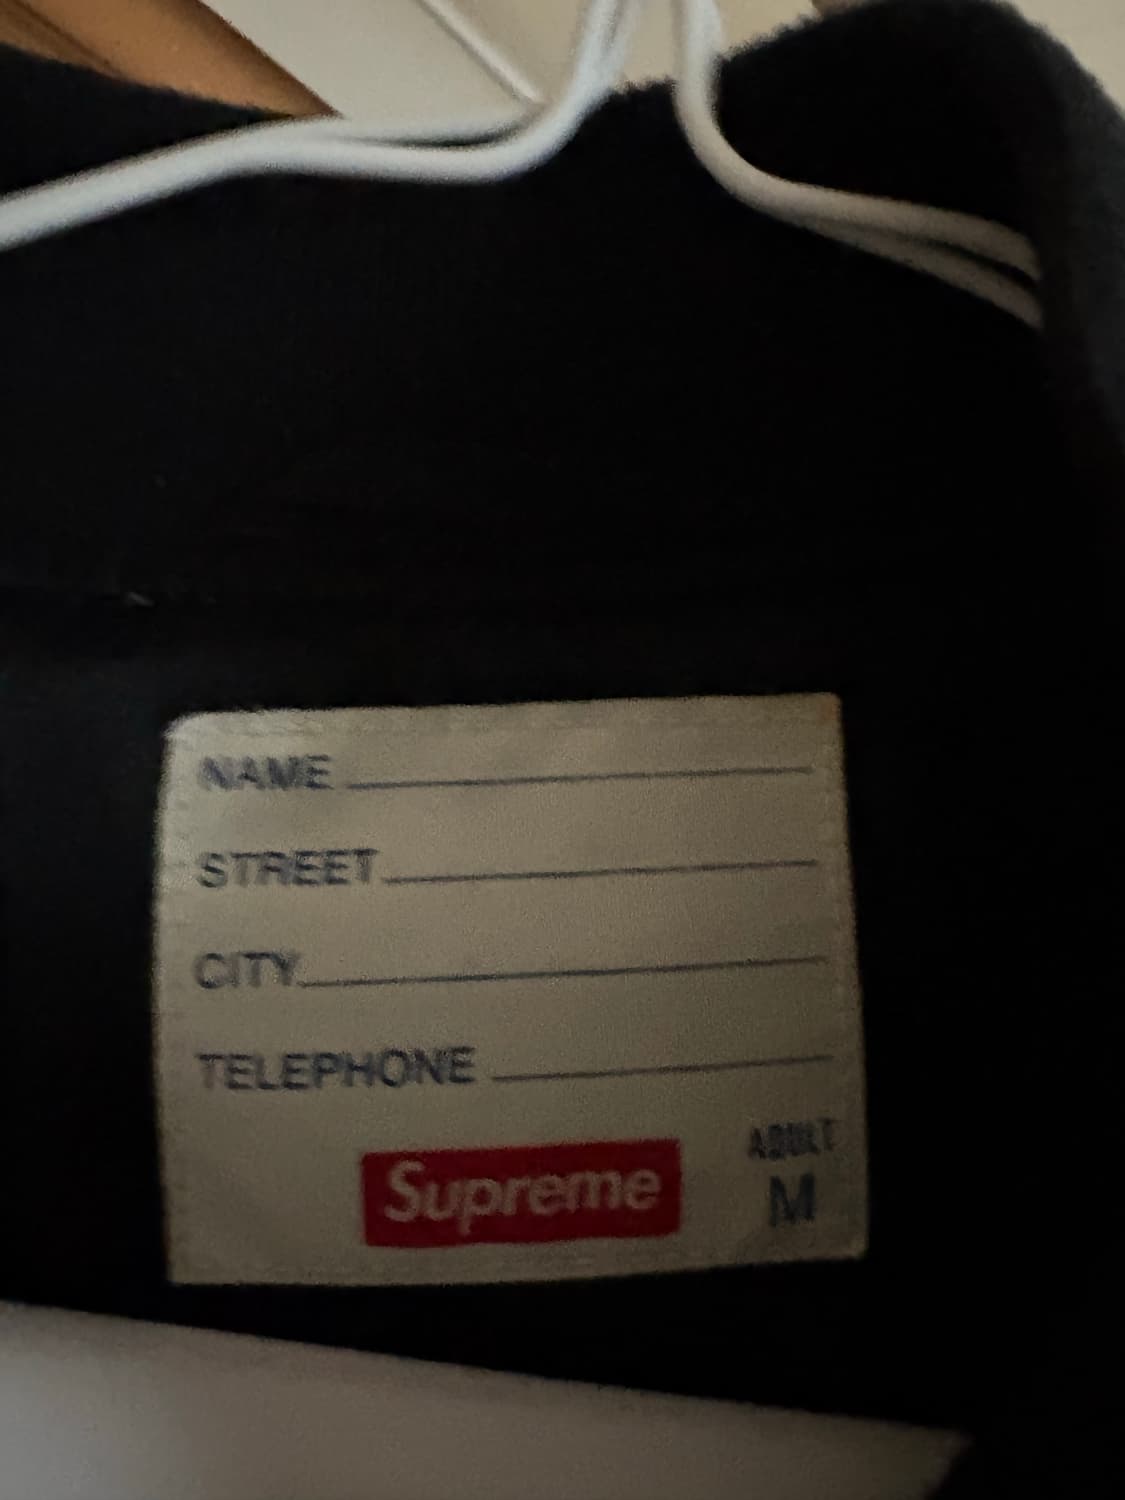 NAME
STREET
CITY
TELEPHONE
ADULT
Supreme M